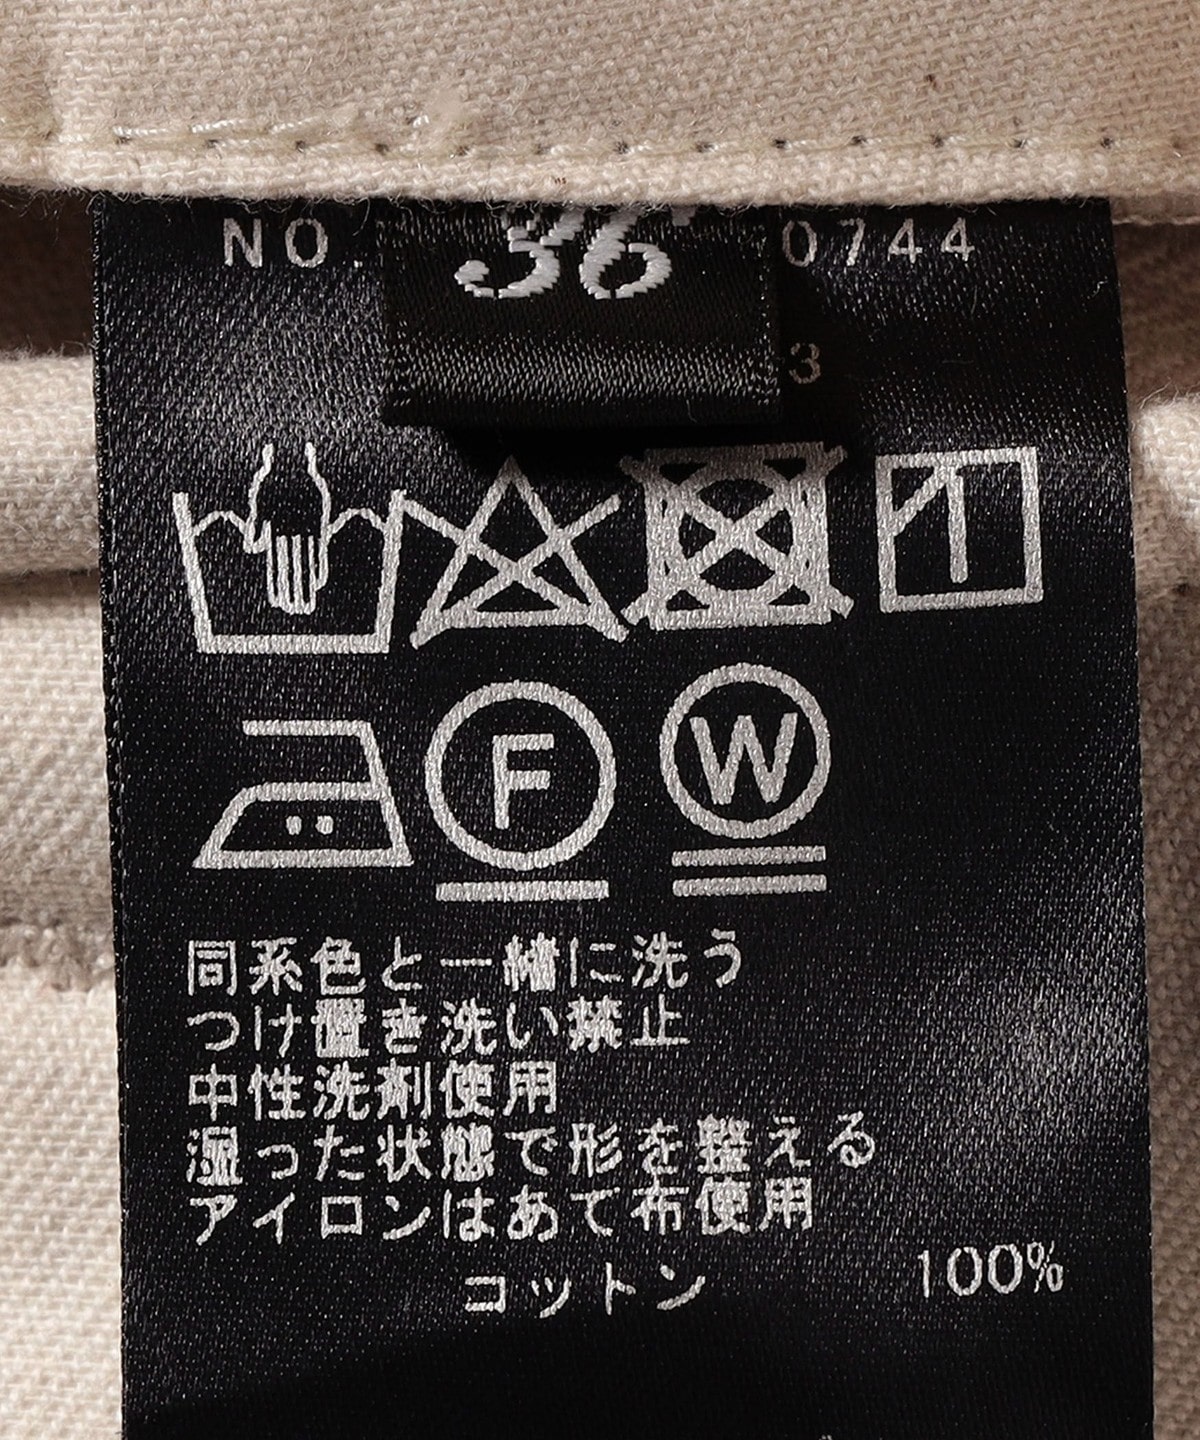 NO. 36 0744
3
F W
同系色と一緒に洗う
つけ置き洗い禁止
中性洗剤使用
湿った状態で形を整える
アイロンはあて布使用
コットン 100%